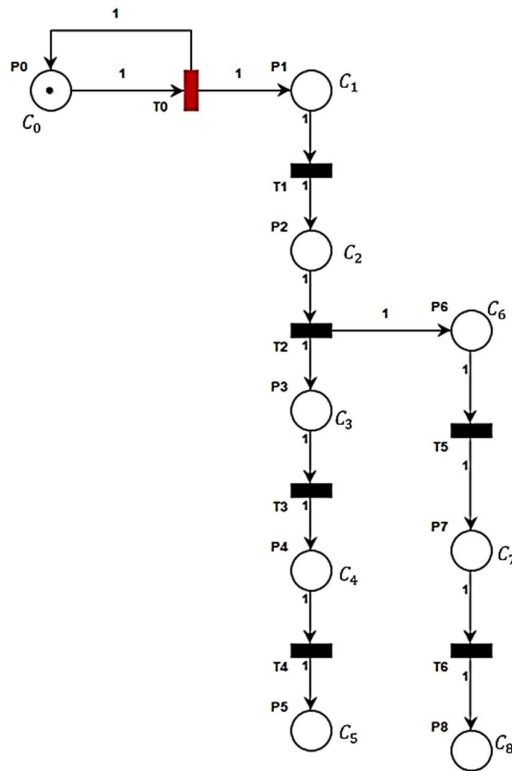 1
P0 1 1 P1 C₁
T0
C₀ 1
T1 1
P2
C₂
1
P6 C₆
1
T2 1 1
P3
C₃
1 T5
1
T3 1
P4 P7
C₄ C₇
1 1
T4 1 T6 1
P5 P8
C₅ C₈